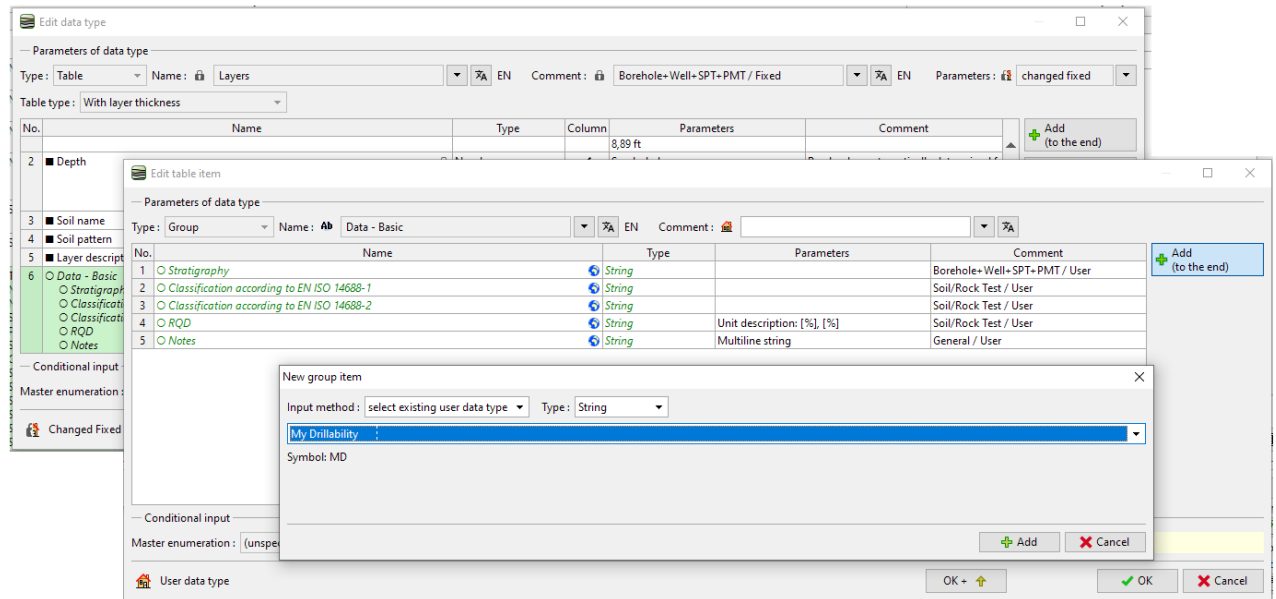 Edit data type
Parameters of data type
Type : Table Name : Layers EN Comment : Borehole+Well+SPT+PMT / Fixed EN Parameters : changed fixed
Table type : With layer thickness
No. Name Type Column Parameters Comment
Add
(to the end)
8,89 ft
2 Depth
3 Soil name
4 Soil pattern
5 Layer descript
6 Data - Basic
Stratigraph
Classificati
Classificati
RQD
Notes
Conditional input
Master enumeration :
Changed Fixed
Edit table item
Parameters of data type
Type : Group Name : Ab Data - Basic EN Comment :
No. Name Type Parameters Comment
Add
(to the end)
1 Stratigraphy String Borehole+Well+SPT+PMT / User
2 Classification according to EN ISO 14688-1 String Soil/Rock Test / User
3 Classification according to EN ISO 14688-2 String Soil/Rock Test / User
4 RQD String Unit description: [%], [%] Soil/Rock Test / User
5 Notes String Multiline string General / User
Conditional input
Master enumeration : (unspe
User data type
OK + OK Cancel
New group item
Input method : select existing user data type Type : String
My Drillability
Symbol: MD
Add Cancel